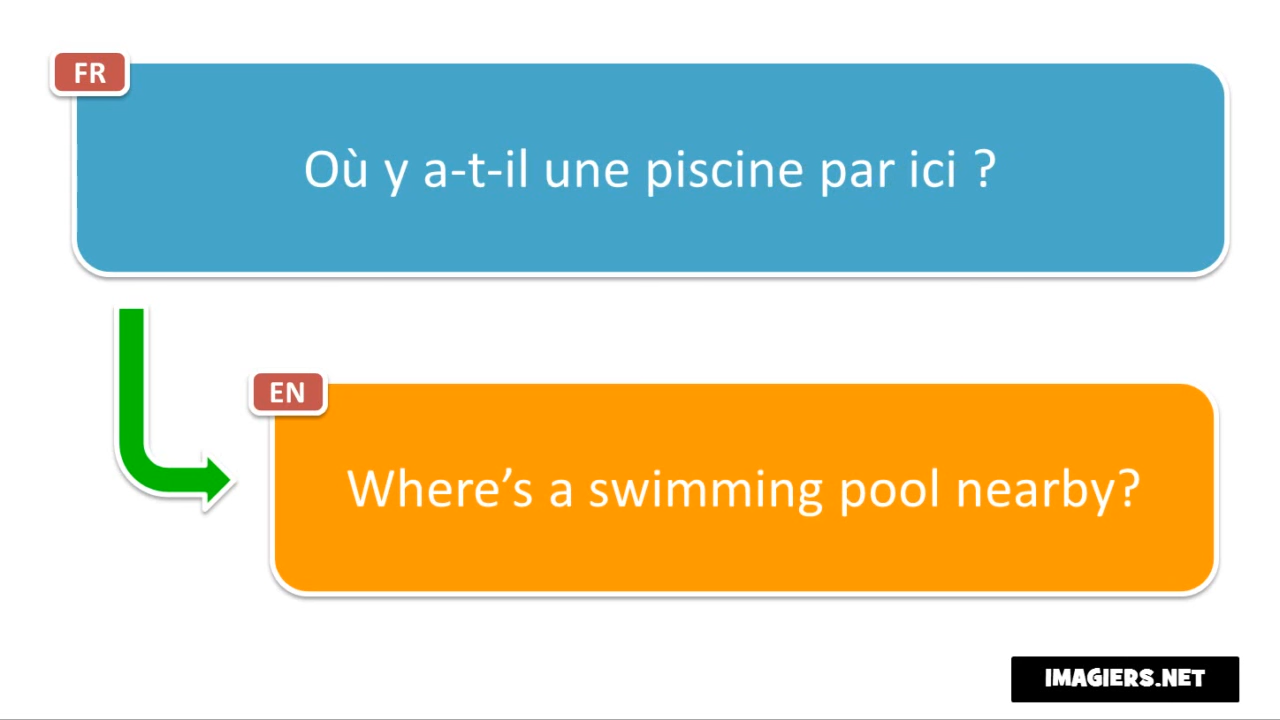 FR
Où y a-t-il une piscine par ici ?
EN
Where’s a swimming pool nearby?
IMAGIERS.NET